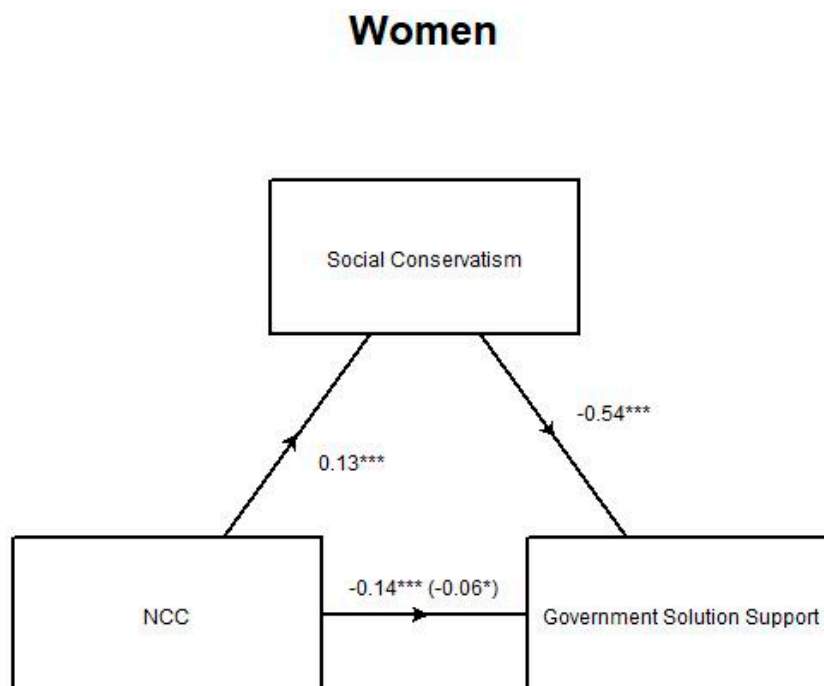 Women
Social Conservatism
-0.54***
0.13***
-0.14*** (-0.06*)
NCC
Government Solution Support